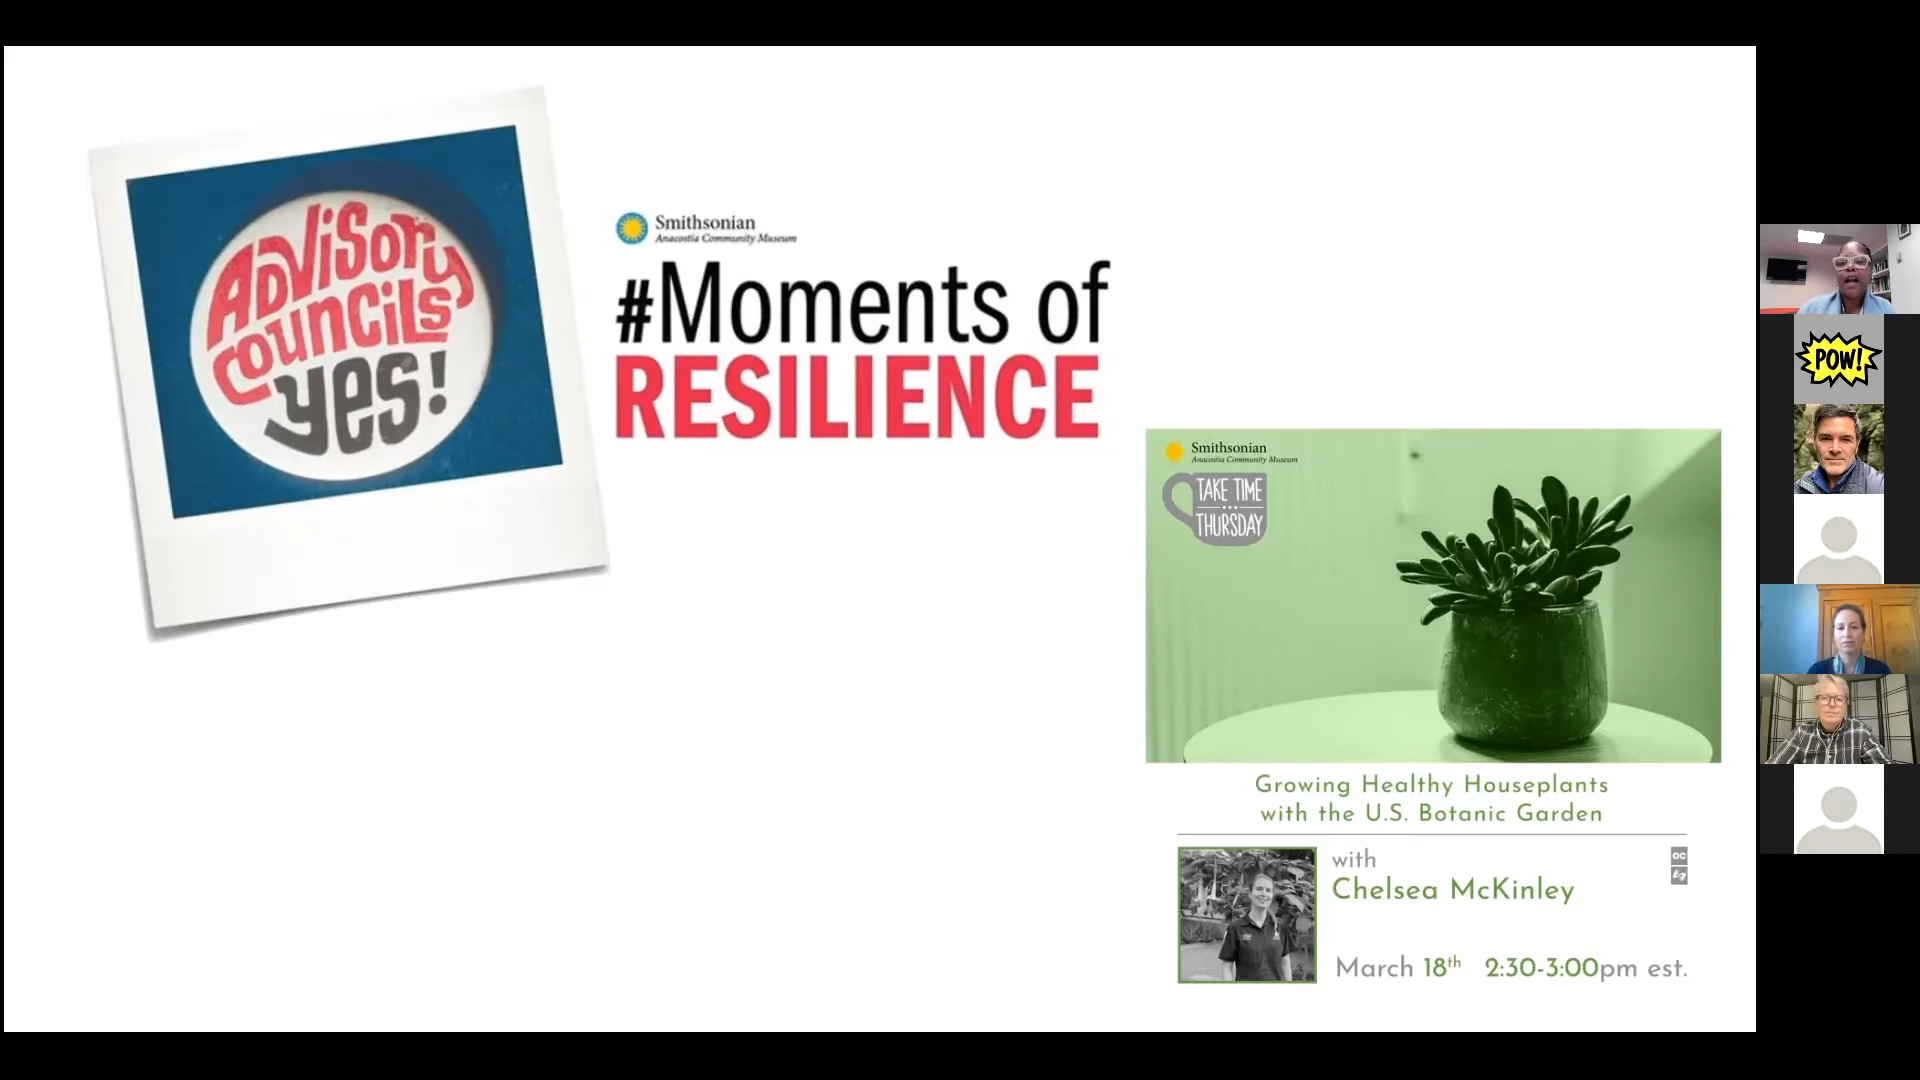 ADVISORY
COUNCILS
YES!
Smithsonian
Anacostia Community Museum
#Moments of
RESILIENCE
Smithsonian
Anacostia Community Museum
TAKE TIME
THURSDAY
Growing Healthy Houseplants
with the U.S. Botanic Garden
with
Chelsea McKinley
OC
March 18th 2:30-3:00pm est.
POW!